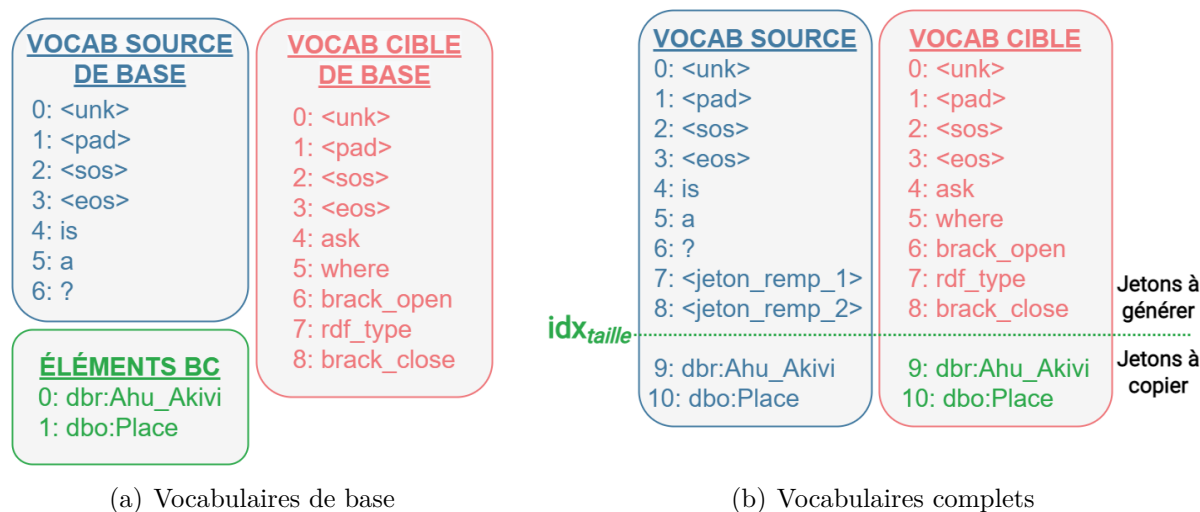 VOCAB SOURCE
DE BASE
0: <unk>
1: <pad>
2: <sos>
3: <eos>
4: is
5: a
6: ?
ÉLÉMENTS BC
0: dbr:Ahu_Akivi
1: dbo:Place
VOCAB CIBLE
DE BASE
0: <unk>
1: <pad>
2: <sos>
3: <eos>
4: ask
5: where
6: brack_open
7: rdf_type
8: brack_close
(a) Vocabulaires de base
VOCAB SOURCE
0: <unk>
1: <pad>
2: <sos>
3: <eos>
4: is
5: a
6: ?
7: <jeton_remp_1>
8: <jeton_remp_2>
9: dbr:Ahu_Akivi
10: dbo:Place
VOCAB CIBLE
0: <unk>
1: <pad>
2: <sos>
3: <eos>
4: ask
5: where
6: brack_open
7: rdf_type
8: brack_close
9: dbr:Ahu_Akivi
10: dbo:Place
idxtaille
Jetons à
générer
Jetons à
copier
(b) Vocabulaires complets